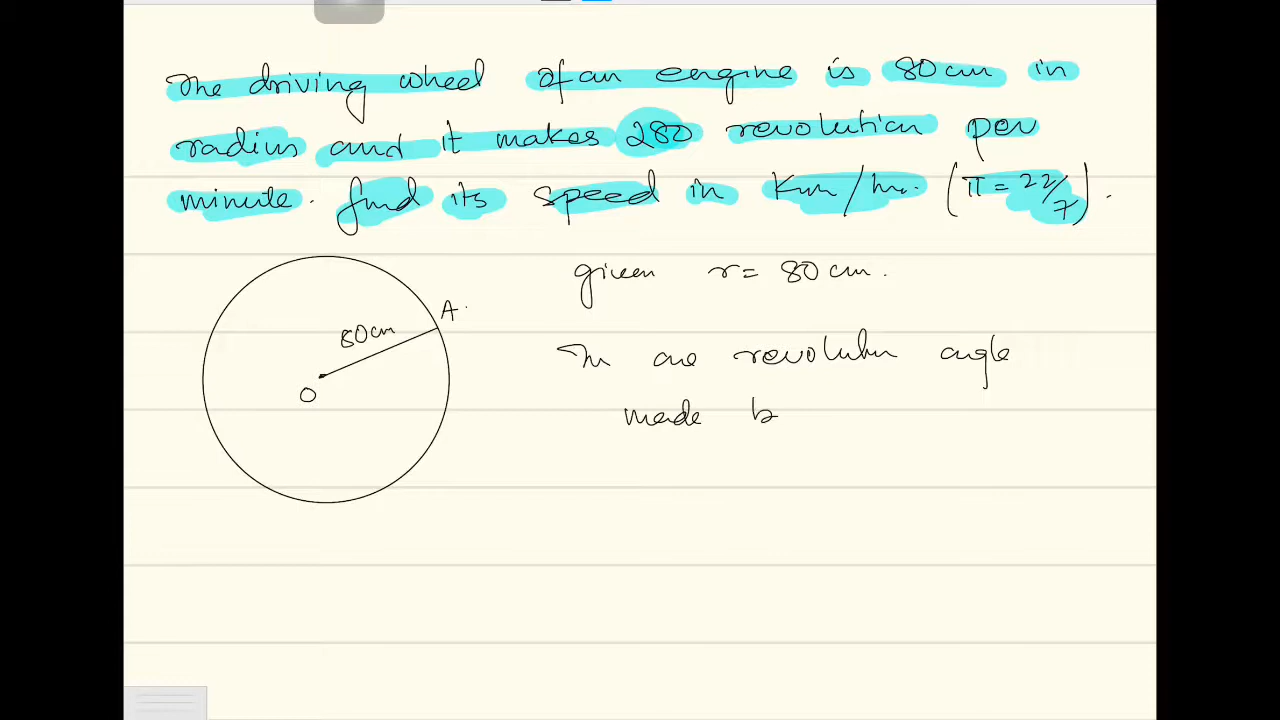 The driving wheel of an engine is 80 cm in
radius and it makes 280 revolution per
minute. find its speed in Km/hr. (π = 22/7).
given r = 80 cm.
A
80cm
In one revolution angle
O
made b